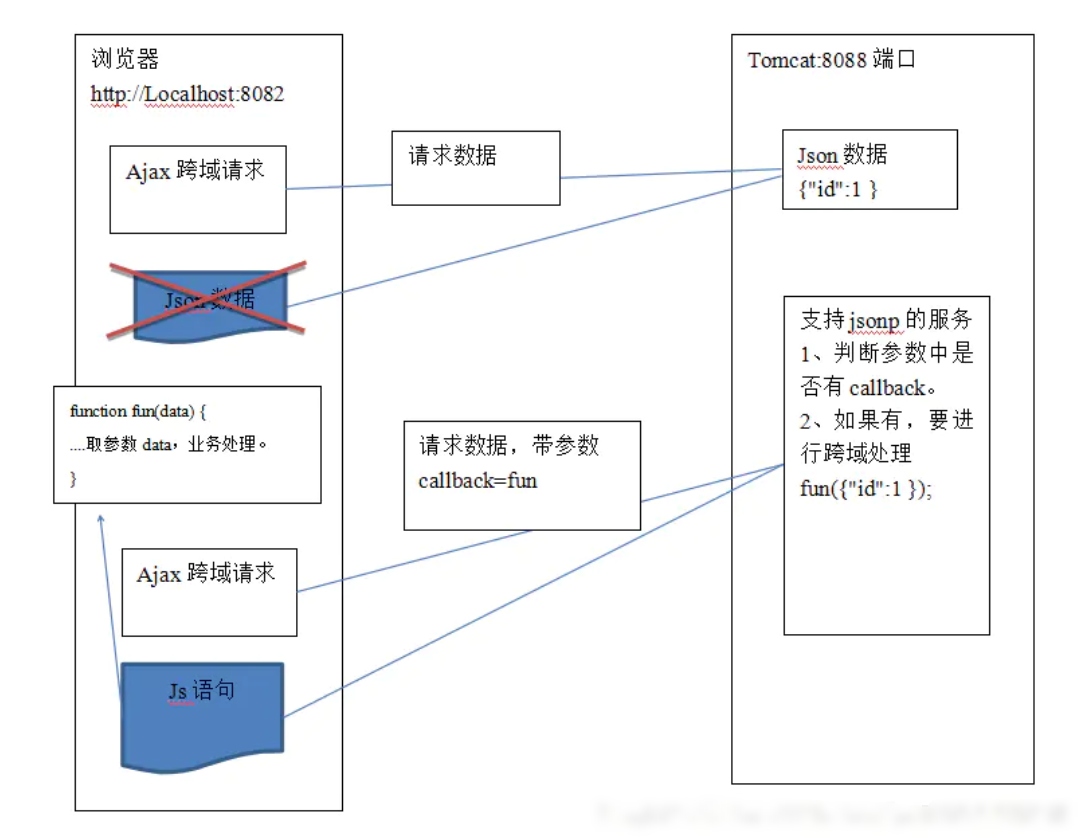 浏览器
http://Localhost:8082
Ajax 跨域请求
Json 数据
function fun(data) {
....取参数 data，业务处理。
}
Ajax 跨域请求
Js 语句
请求数据
请求数据，带参数
callback=fun
Tomcat:8088 端口
Json 数据
{"id":1 }
支持 jsonp 的服务
1、判断参数中是
否有 callback。
2、如果有，要进
行跨域处理
fun({"id":1 });